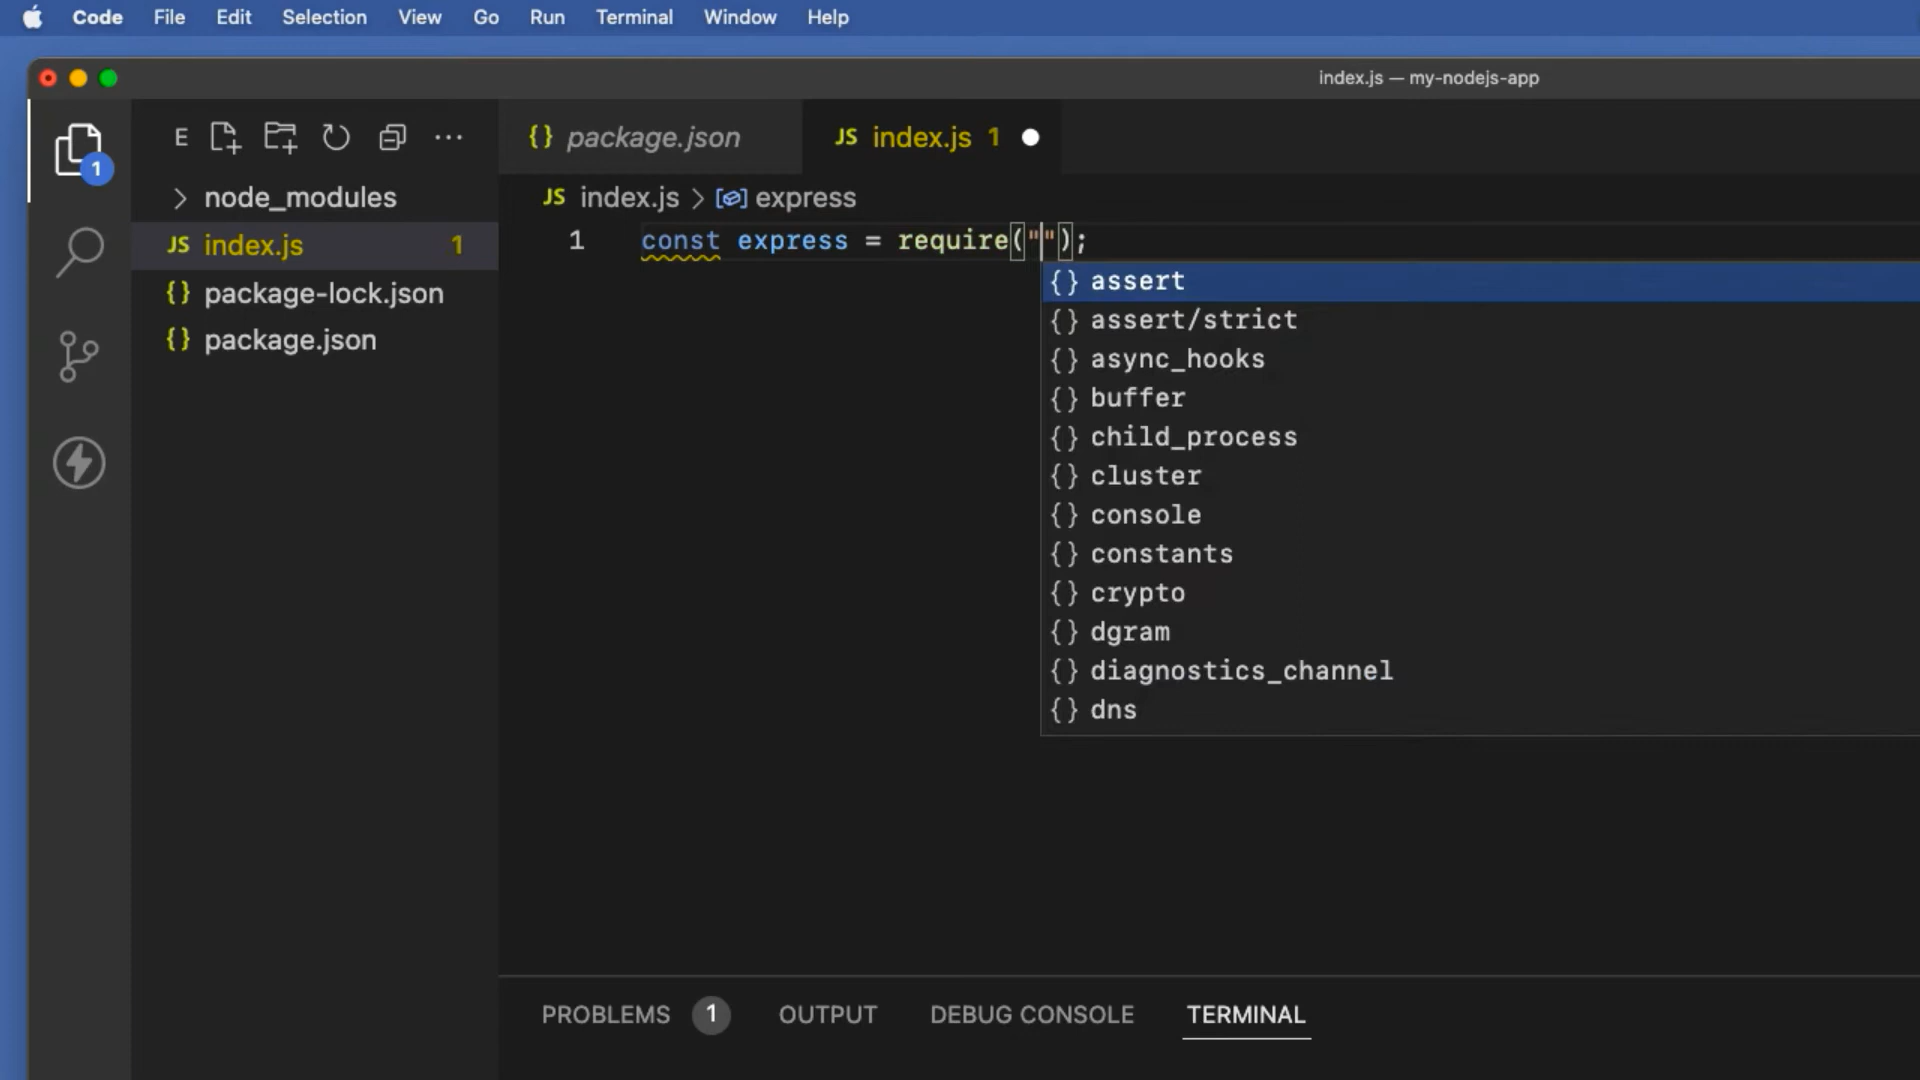 Code File Edit Selection View Go Run Terminal Window Help
index.js — my-nodejs-app
E
{} package.json JS index.js 1
1
node_modules
JS index.js 1
{} package-lock.json
{} package.json
JS index.js > express
1 const express = require("");
{} assert
{} assert/strict
{} async_hooks
{} buffer
{} child_process
{} cluster
{} console
{} constants
{} crypto
{} dgram
{} diagnostics_channel
{} dns
PROBLEMS 1 OUTPUT DEBUG CONSOLE TERMINAL